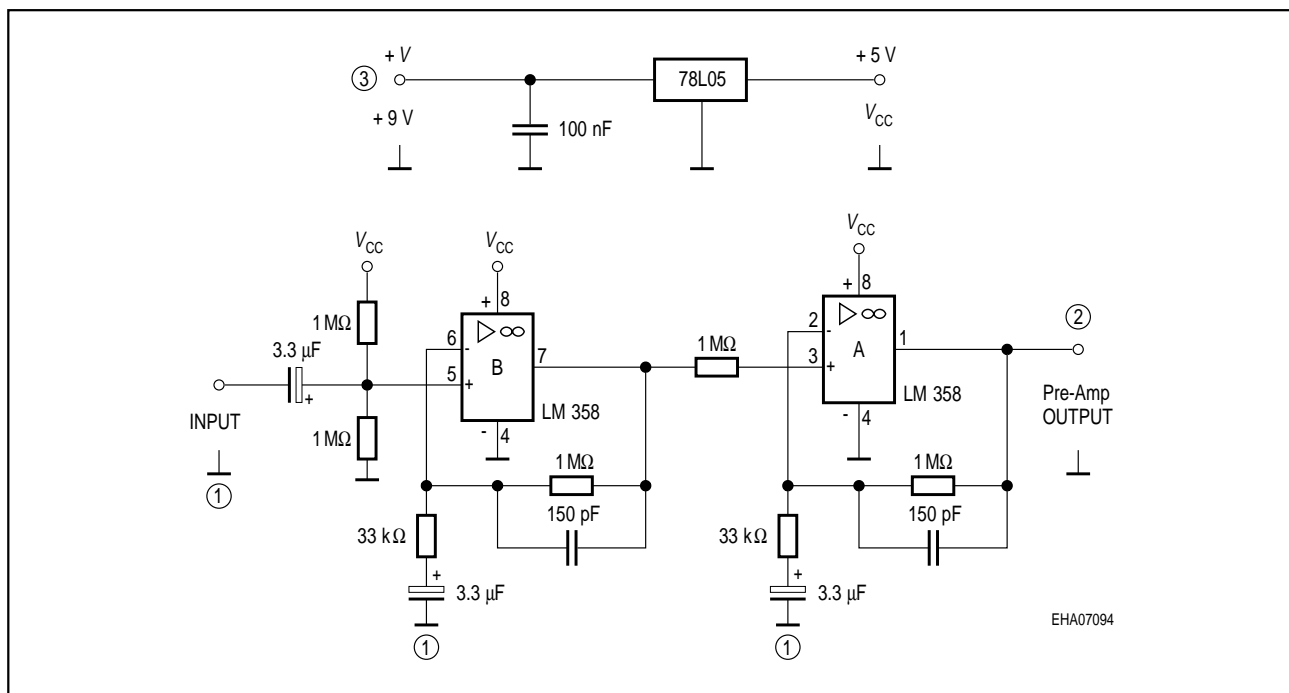 + V
+ 5 V
③
78L05
+ 9 V
100 nF
V_CC
V_CC
V_CC
V_CC
+ 8
+ 8
1 MΩ
3.3 μF
+
INPUT
①
1 MΩ
6 -
5 +
▷ ∞
B
7
LM 358
- 4
1 MΩ
2 -
3 +
▷ ∞
A
1
LM 358
- 4
②
Pre-Amp
OUTPUT
1 MΩ
150 pF
33 kΩ
+
3.3 μF
①
1 MΩ
150 pF
33 kΩ
+
3.3 μF
①
EHA07094